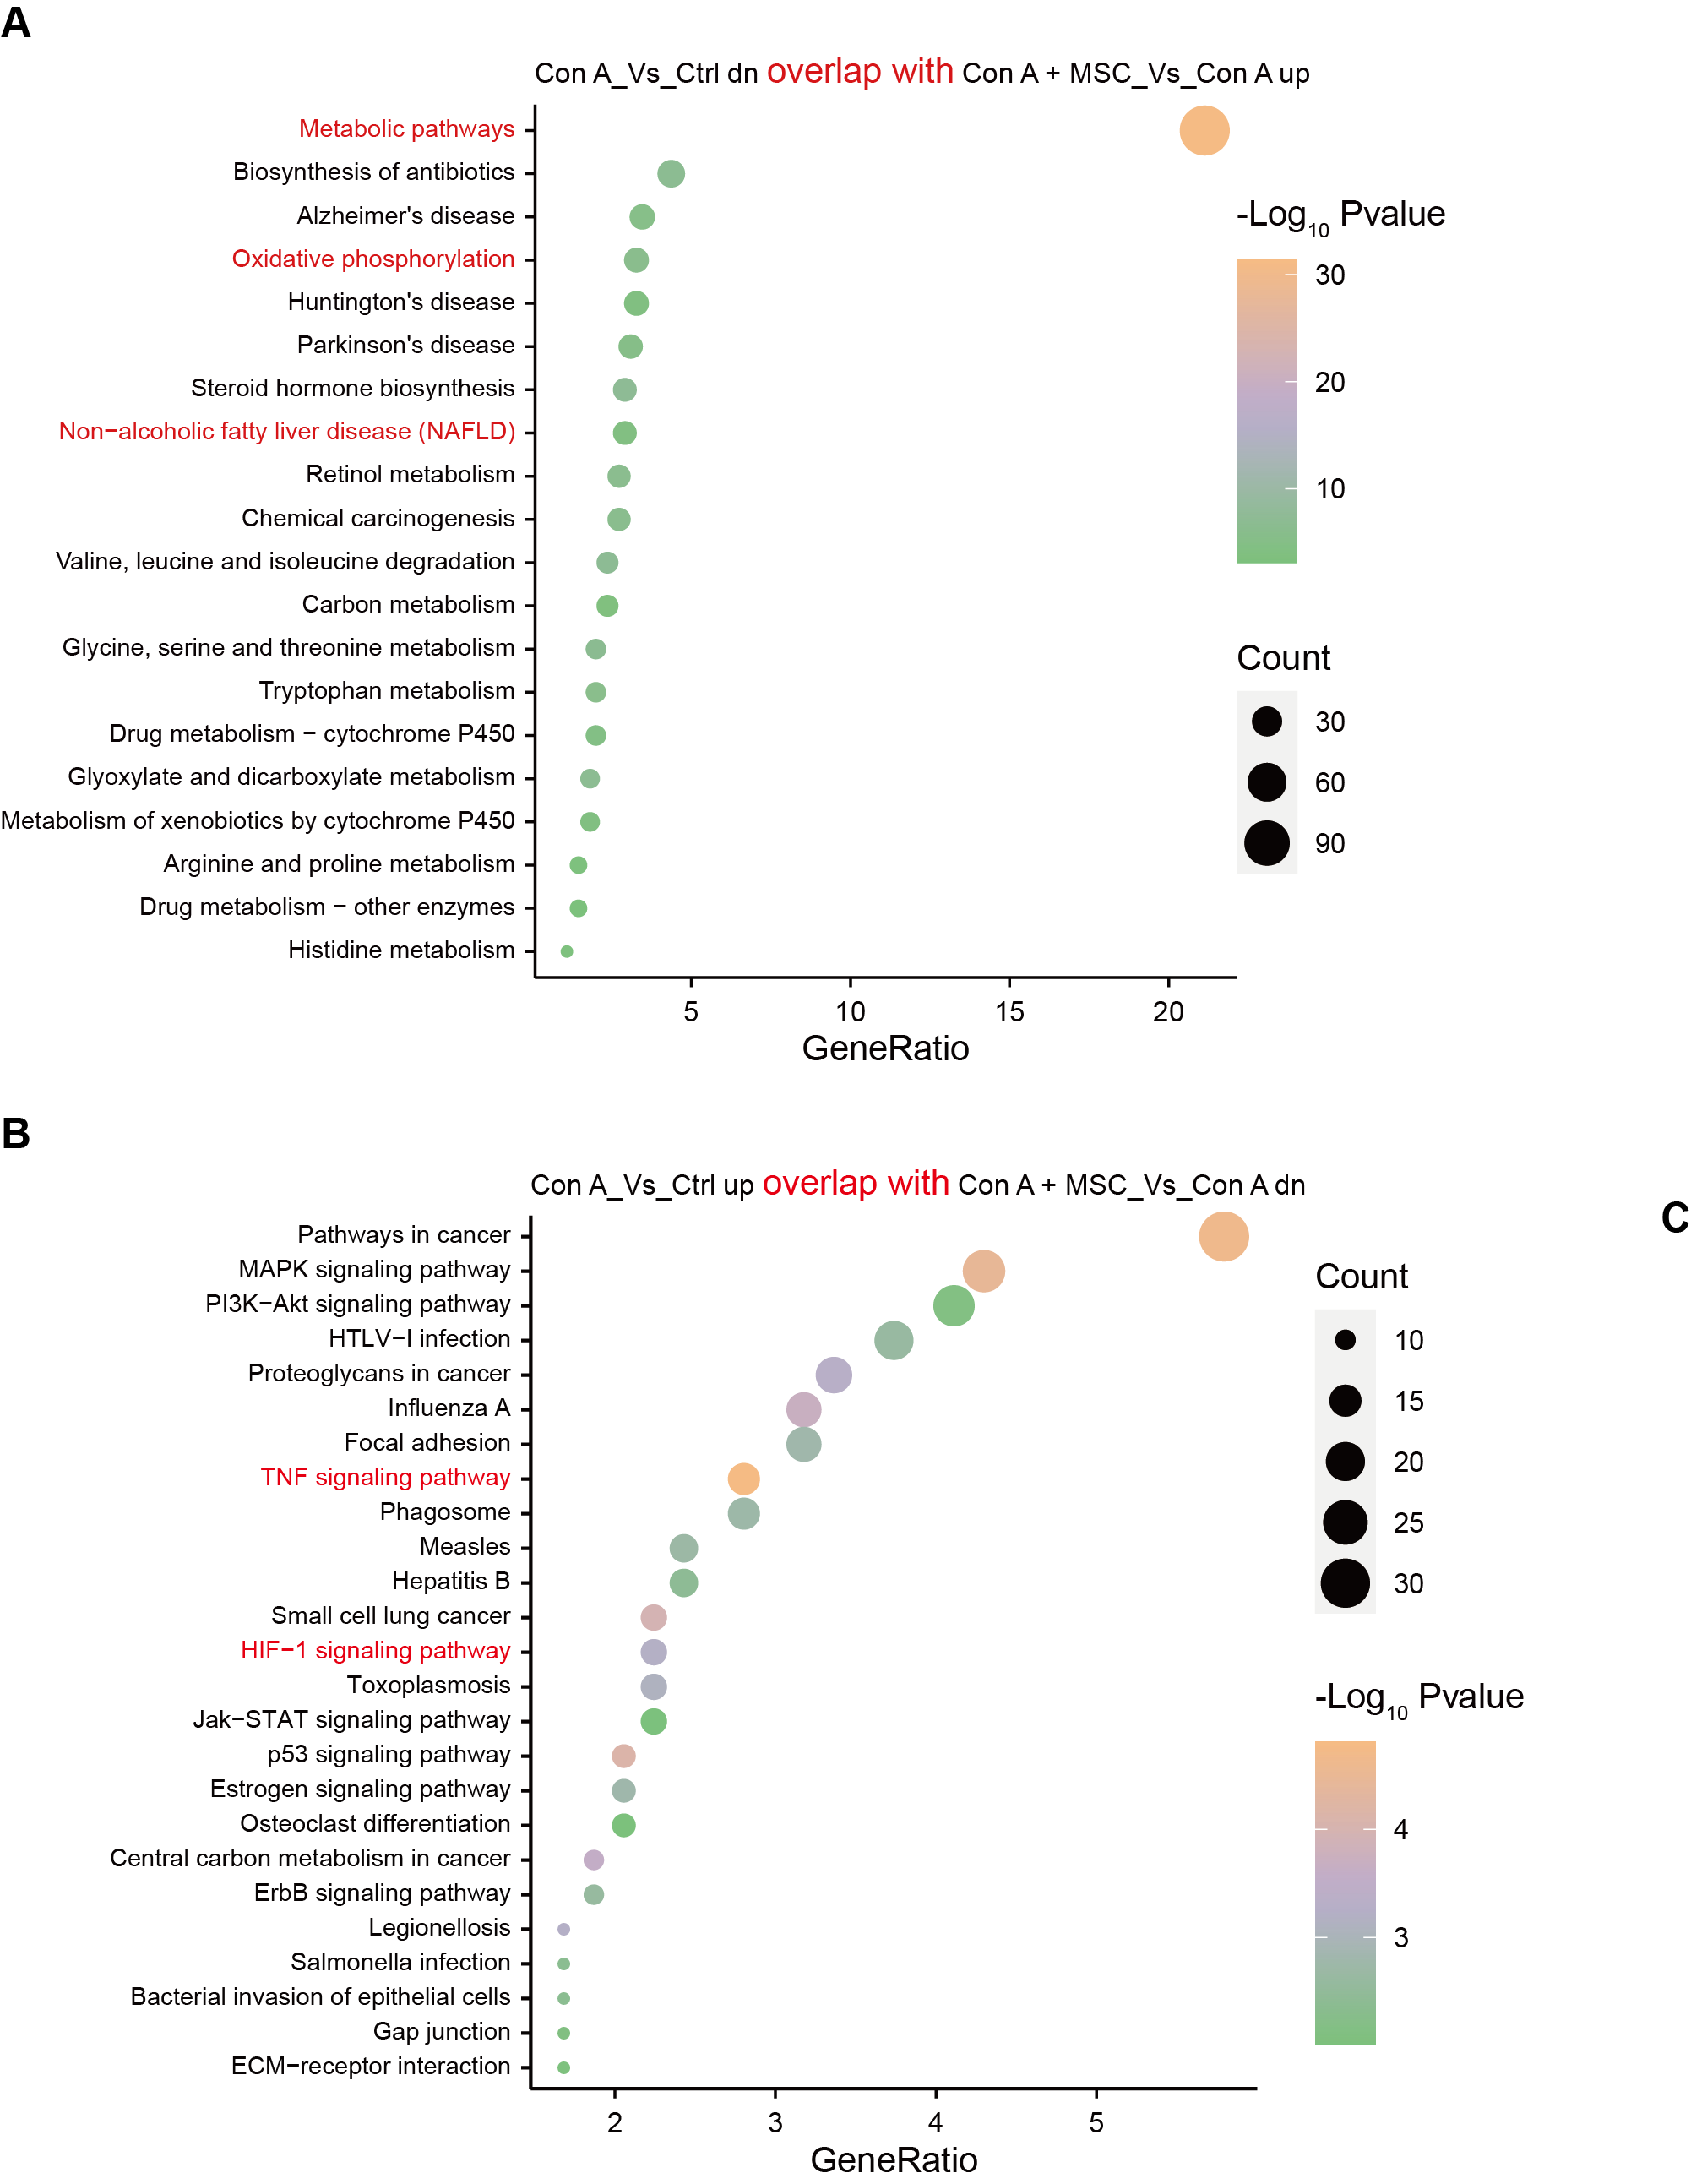 A
Con A_Vs_Ctrl dn overlap with Con A + MSC_Vs_Con A up
Metabolic pathways
Biosynthesis of antibiotics
Alzheimer's disease
Oxidative phosphorylation
Huntington's disease
Parkinson's disease
Steroid hormone biosynthesis
Non−alcoholic fatty liver disease (NAFLD)
Retinol metabolism
Chemical carcinogenesis
Valine, leucine and isoleucine degradation
Carbon metabolism
Glycine, serine and threonine metabolism
Tryptophan metabolism
Drug metabolism − cytochrome P450
Glyoxylate and dicarboxylate metabolism
Metabolism of xenobiotics by cytochrome P450
Arginine and proline metabolism
Drug metabolism − other enzymes
Histidine metabolism
5 10 15 20
GeneRatio
-Log10 Pvalue
30
20
10
Count
30
60
90
B
Con A_Vs_Ctrl up overlap with Con A + MSC_Vs_Con A dn
Pathways in cancer
MAPK signaling pathway
PI3K−Akt signaling pathway
HTLV−I infection
Proteoglycans in cancer
Influenza A
Focal adhesion
TNF signaling pathway
Phagosome
Measles
Hepatitis B
Small cell lung cancer
HIF−1 signaling pathway
Toxoplasmosis
Jak−STAT signaling pathway
p53 signaling pathway
Estrogen signaling pathway
Osteoclast differentiation
Central carbon metabolism in cancer
ErbB signaling pathway
Legionellosis
Salmonella infection
Bacterial invasion of epithelial cells
Gap junction
ECM−receptor interaction
2 3 4 5
GeneRatio
Count
10
15
20
25
30
-Log10 Pvalue
4
3
C